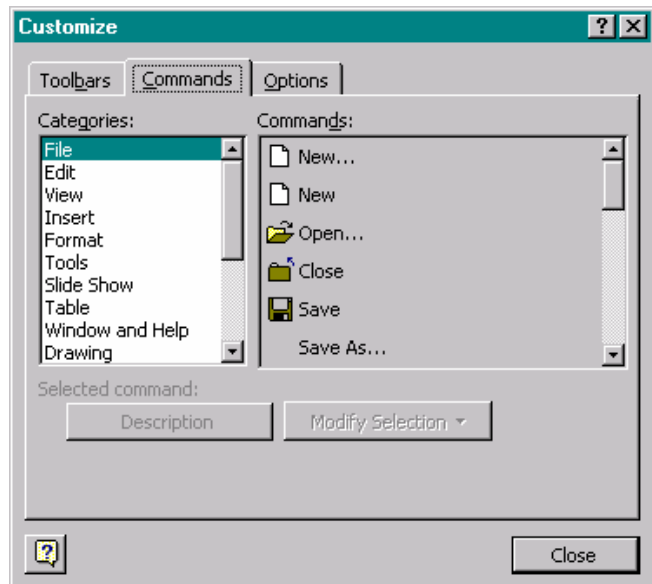 Customize
Toolbars Commands Options
Categories:
File
Edit
View
Insert
Format
Tools
Slide Show
Table
Window and Help
Drawing
Commands:
New...
New
Open...
Close
Save
Save As...
Selected command:
Description Modify Selection
Close